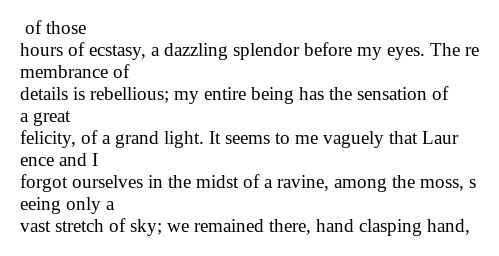 of those
hours of ecstasy, a dazzling splendor before my eyes. The re
membrance of
details is rebellious; my entire being has the sensation of
a great
felicity, of a grand light. It seems to me vaguely that Laur
ence and I
forgot ourselves in the midst of a ravine, among the moss, s
eeing only a
vast stretch of sky; we remained there, hand clasping hand,